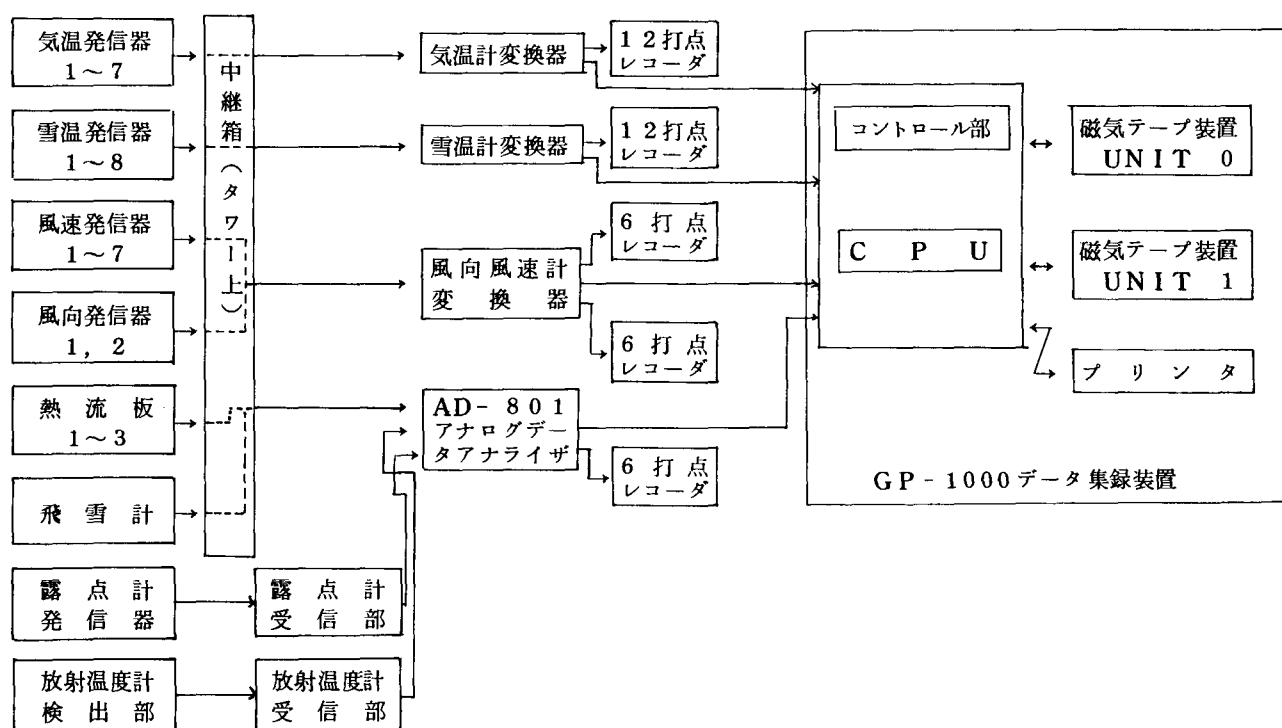 気温発信器
1～7
雪温発信器
1～8
風速発信器
1～7
風向発信器
1，2
熱流板
1～3
飛雪計
露点計
発信器
放射温度計
検出部
中継箱（タワー上）
露点計
受信部
放射温度計
受信部
気温計変換器
雪温計変換器
風向風速計
変換器
AD-801
アナログデー
タアナライザ
12打点
レコーダ
12打点
レコーダ
6打点
レコーダ
6打点
レコーダ
6打点
レコーダ
コントロール部
CPU
磁気テープ装置
UNIT 0
磁気テープ装置
UNIT 1
プリンタ
GP-1000データ集録装置